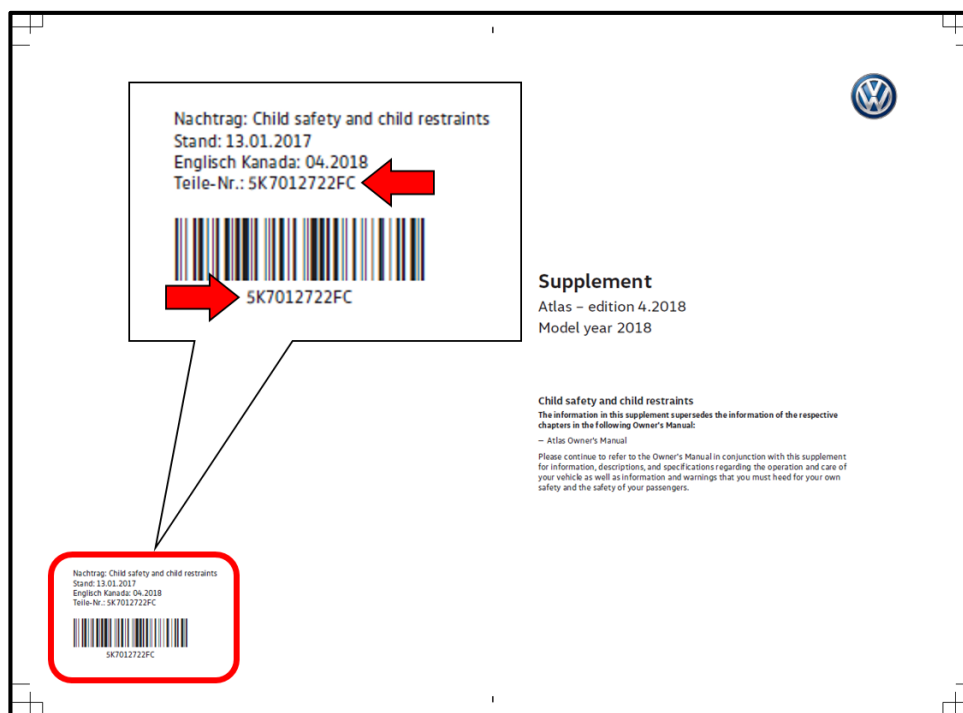 Nachtrag: Child safety and child restraints
Stand: 13.01.2017
Englisch Kanada: 04.2018
Teile-Nr.: 5K7012722FC
5K7012722FC
Supplement
Atlas – edition 4.2018
Model year 2018
Child safety and child restraints
The information in this supplement supersedes the information of the respective
chapters in the following Owner's Manual:
– Atlas Owner's Manual
Please continue to refer to the Owner's Manual in conjunction with this supplement
for information, descriptions, and specifications regarding the operation and care of
your vehicle as well as information and warnings that you must heed for your own
safety and the safety of your passengers.
Nachtrag: Child safety and child restraints
Stand: 13.01.2017
Englisch Kanada: 04.2018
Teile-Nr.: 5K7012722FC
5K7012722FC